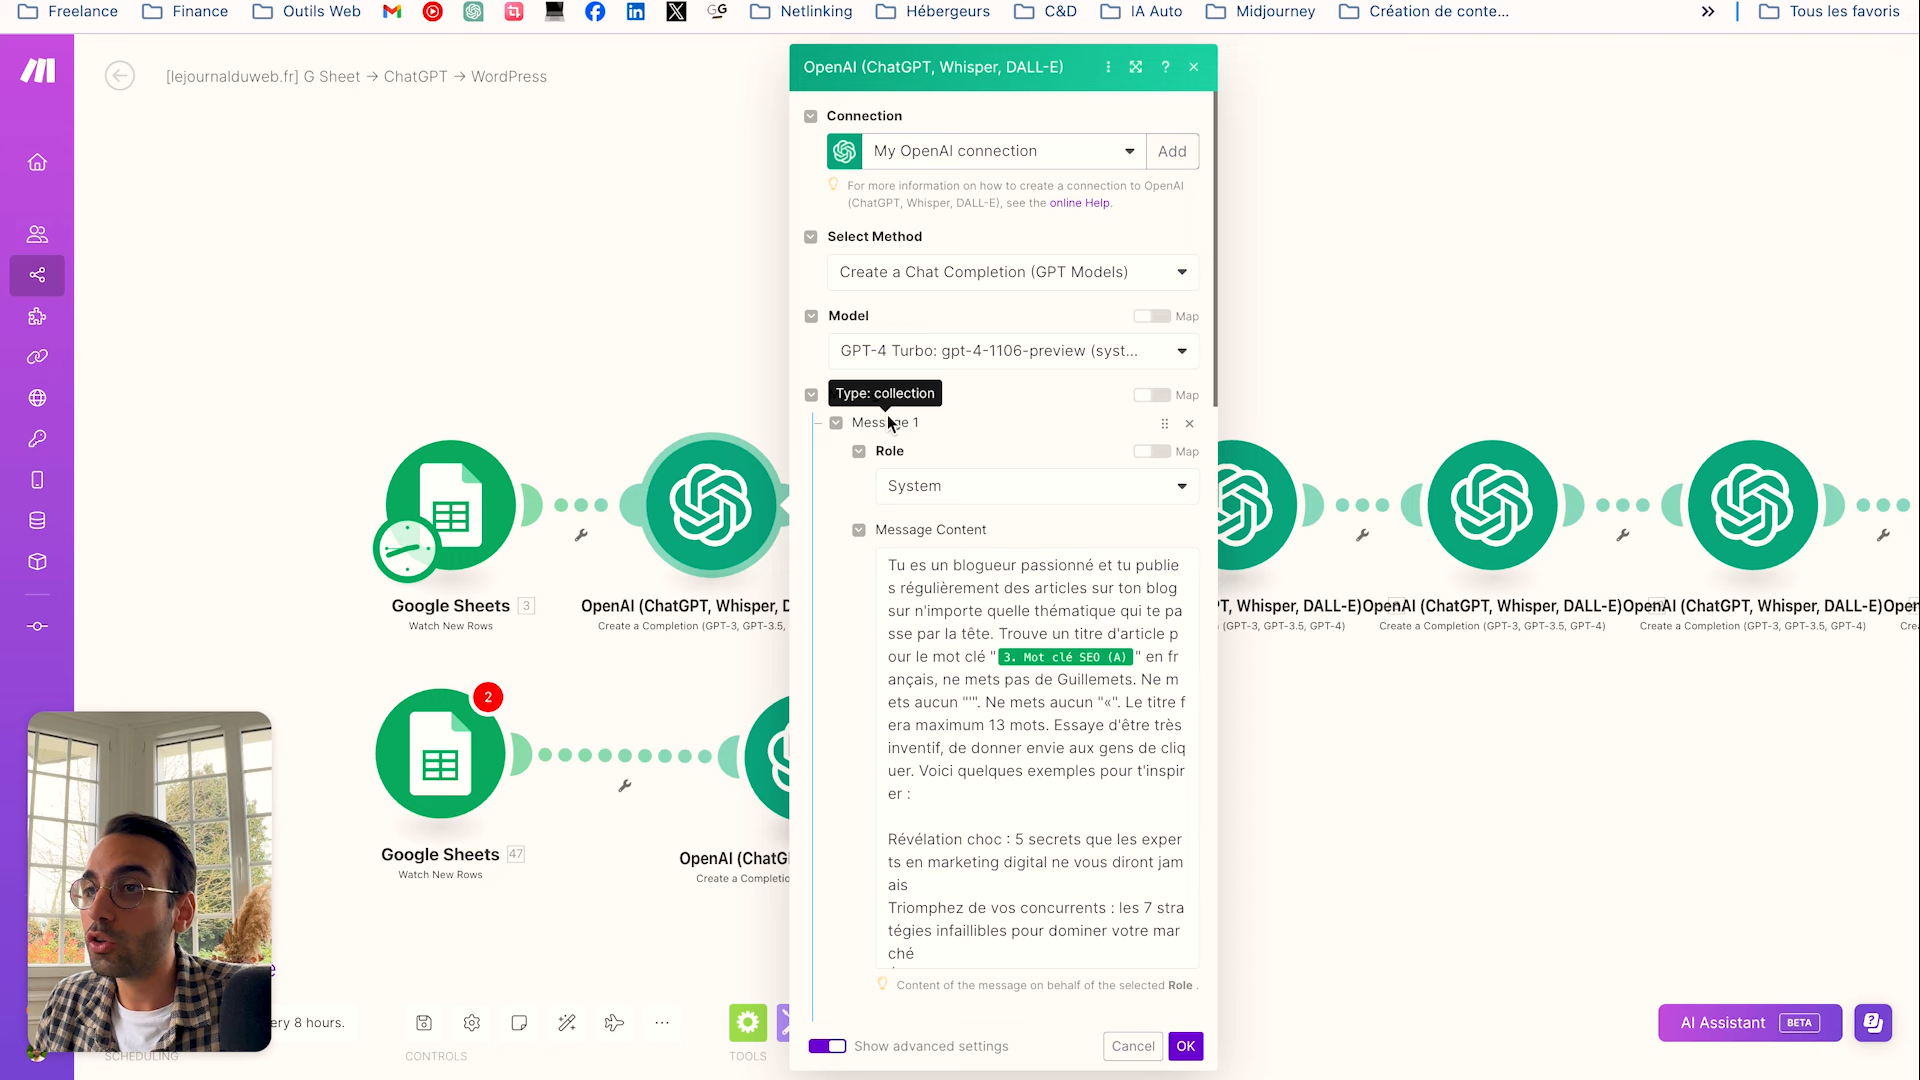 Freelance
Finance
Outils Web
Netlinking
Hébergeurs
C&D
IA Auto
Midjourney
Création de conte...
Tous les favoris
[lejournalduweb.fr] G Sheet → ChatGPT → WordPress
OpenAI (ChatGPT, Whisper, DALL-E)
Connection
My OpenAI connection
Add
For more information on how to create a connection to OpenAI
(ChatGPT, Whisper, DALL-E), see the online Help.
Select Method
Create a Chat Completion (GPT Models)
Model
Map
GPT-4 Turbo: gpt-4-1106-preview (syst...
Type: collection
Map
Message 1
Role
Map
System
Message Content
Tu es un blogueur passionné et tu publie
s régulièrement des articles sur ton blog
sur n'importe quelle thématique qui te pa
sse par la tête. Trouve un titre d'article p
our le mot clé "3. Mot clé SEO (A)" en fr
ançais, ne mets pas de Guillemets. Ne m
ets aucun """. Ne mets aucun "«". Le titre f
era maximum 13 mots. Essaye d'être très
inventif, de donner envie aux gens de cliq
uer. Voici quelques exemples pour t'inspir
er :
Révélation choc : 5 secrets que les exper
ts en marketing digital ne vous diront jam
ais
Triomphez de vos concurrents : les 7 stra
tégies infaillibles pour dominer votre mar
ché
Content of the message on behalf of the selected Role .
Show advanced settings
Cancel
OK
Google Sheets 3
Watch New Rows
OpenAI (ChatGPT, Whisper, D
Create a Completion (GPT-3, GPT-3.5,
T, Whisper, DALL-E)
(GPT-3, GPT-3.5, GPT-4)
OpenAI (ChatGPT, Whisper, DALL-E)
Create a Completion (GPT-3, GPT-3.5, GPT-4)
OpenAI (ChatGPT, Whisper, DALL-E)
Create a Completion (GPT-3, GPT-3.5, GPT-4)
Open
2
Google Sheets 47
Watch New Rows
OpenAI (ChatG
Create a Completio
ery 8 hours.
SCHEDULING
CONTROLS
TOOLS
AI Assistant BETA